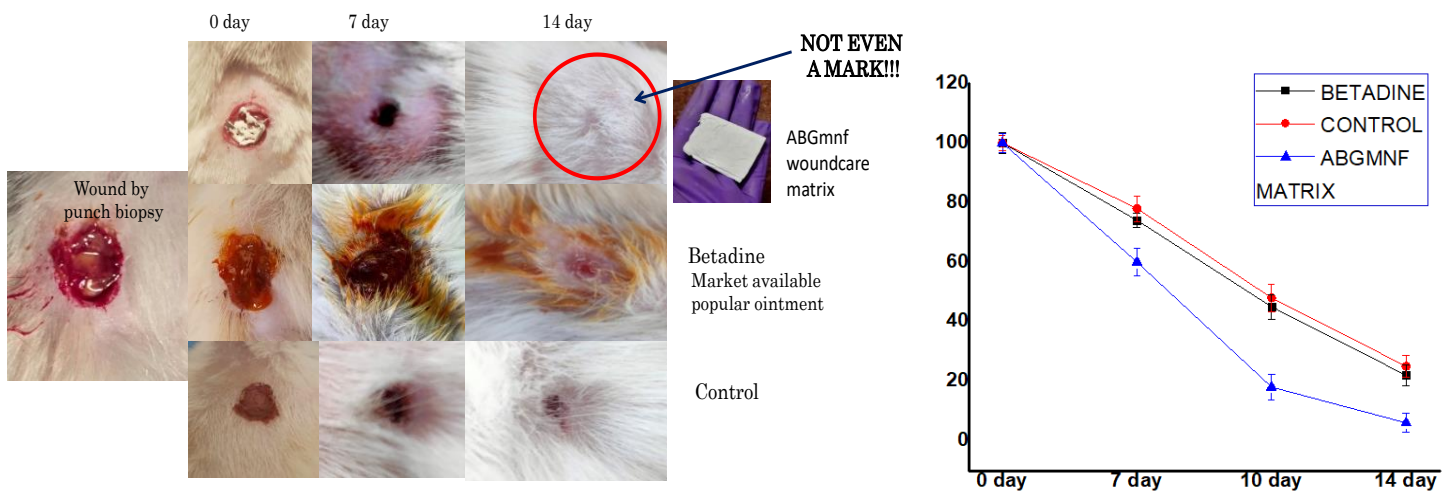 0 day
7 day
14 day
NOT EVEN
A MARK!!!
Wound by
punch biopsy
ABGmnf
woundcare
matrix
Betadine
Market available
popular ointment
Control
120
100
80
60
40
20
0
0 day
7 day
10 day
14 day
BETADINE
CONTROL
ABGMNF
MATRIX